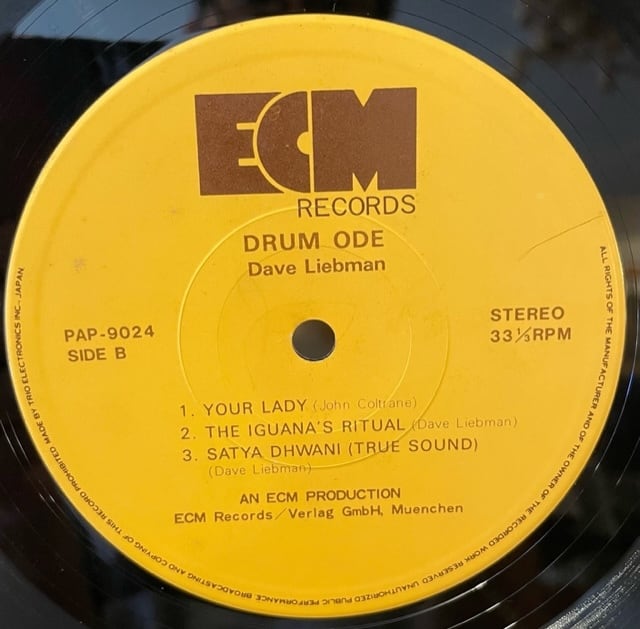 ECM
RECORDS
DRUM ODE
Dave Liebman
PAP-9024
SIDE B
STEREO
33⅓RPM
1. YOUR LADY (John Coltrane)
2. THE IGUANA'S RITUAL (Dave Liebman)
3. SATYA DHWANI (TRUE SOUND)
(Dave Liebman)
AN ECM PRODUCTION
ECM Records/Verlag GmbH, Muenchen
ALL RIGHTS OF THE MANUFACTURER AND OF THE OWNER OF THE RECORDED WORK RESERVED UNAUTHORIZED PUBLIC PERFORMANCE BROADCASTING AND COPYING OF THIS RECORD PROHIBITED MADE BY TRIO ELECTRONICS INC., JAPAN